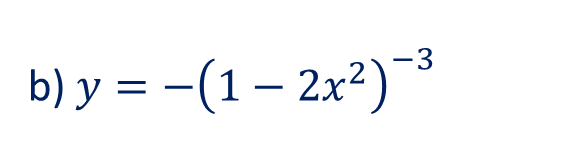 b) 𝑦 = −(1 − 2𝑥²)⁻³